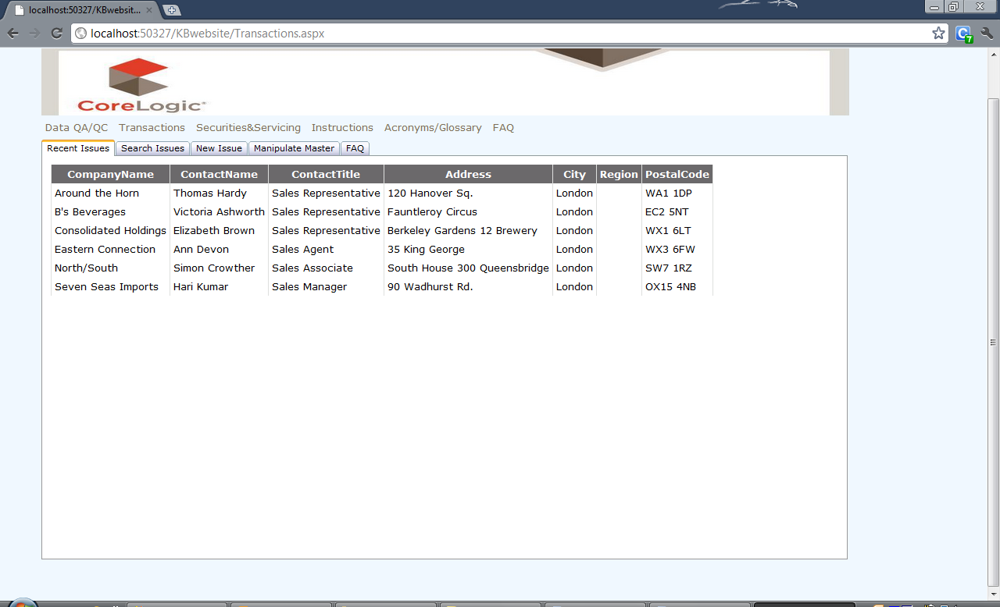 localhost:50327/KBwebsit...
localhost:50327/KBwebsite/Transactions.aspx
C 7
CoreLogic
Data QA/QC Transactions Securities&Servicing Instructions Acronyms/Glossary FAQ
Recent Issues Search Issues New Issue Manipulate Master FAQ
CompanyName ContactName ContactTitle Address City Region PostalCode
Around the Horn Thomas Hardy Sales Representative 120 Hanover Sq. London WA1 1DP
B's Beverages Victoria Ashworth Sales Representative Fauntleroy Circus London EC2 5NT
Consolidated Holdings Elizabeth Brown Sales Representative Berkeley Gardens 12 Brewery London WX1 6LT
Eastern Connection Ann Devon Sales Agent 35 King George London WX3 6FW
North/South Simon Crowther Sales Associate South House 300 Queensbridge London SW7 1RZ
Seven Seas Imports Hari Kumar Sales Manager 90 Wadhurst Rd. London OX15 4NB